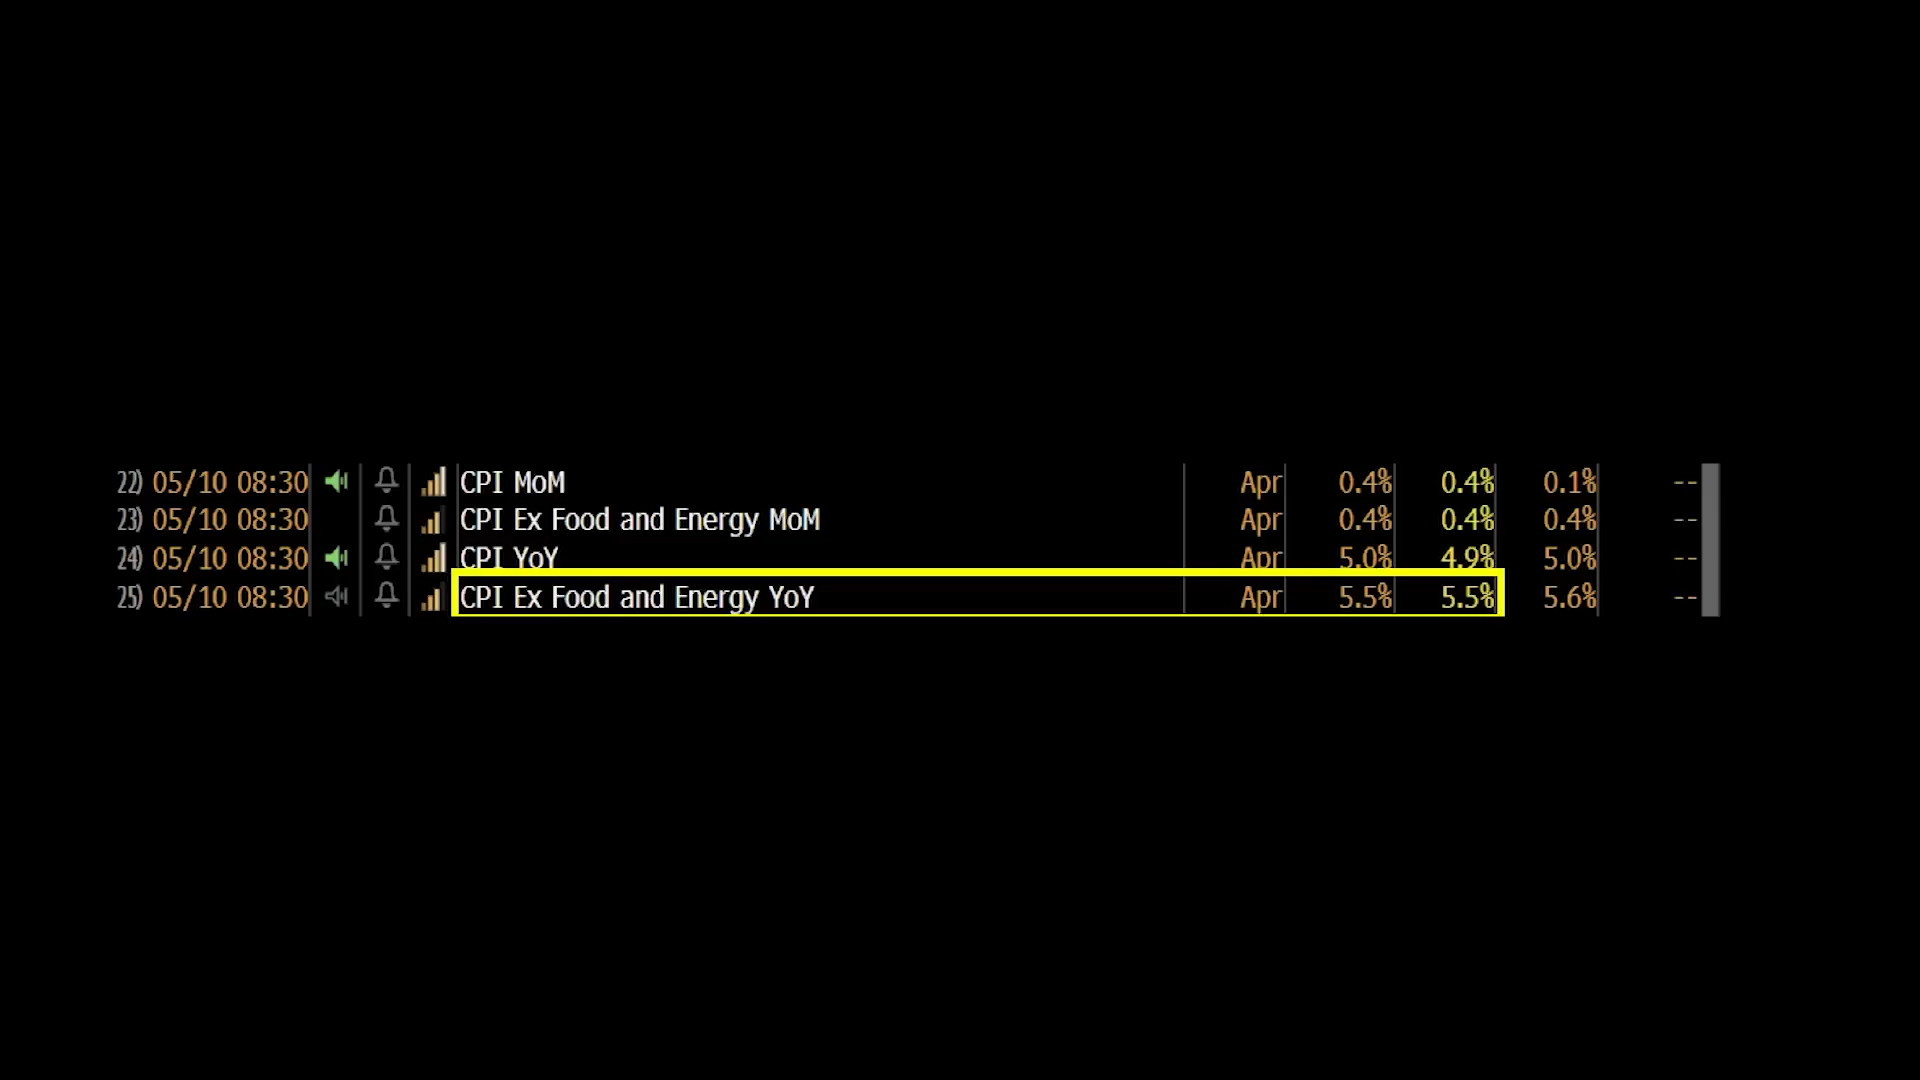 22) 05/10 08:30 CPI MoM Apr 0.4% 0.4% 0.1% --
23) 05/10 08:30 CPI Ex Food and Energy MoM Apr 0.4% 0.4% 0.4% --
24) 05/10 08:30 CPI YoY Apr 5.0% 4.9% 5.0% --
25) 05/10 08:30 CPI Ex Food and Energy YoY Apr 5.5% 5.5% 5.6% --